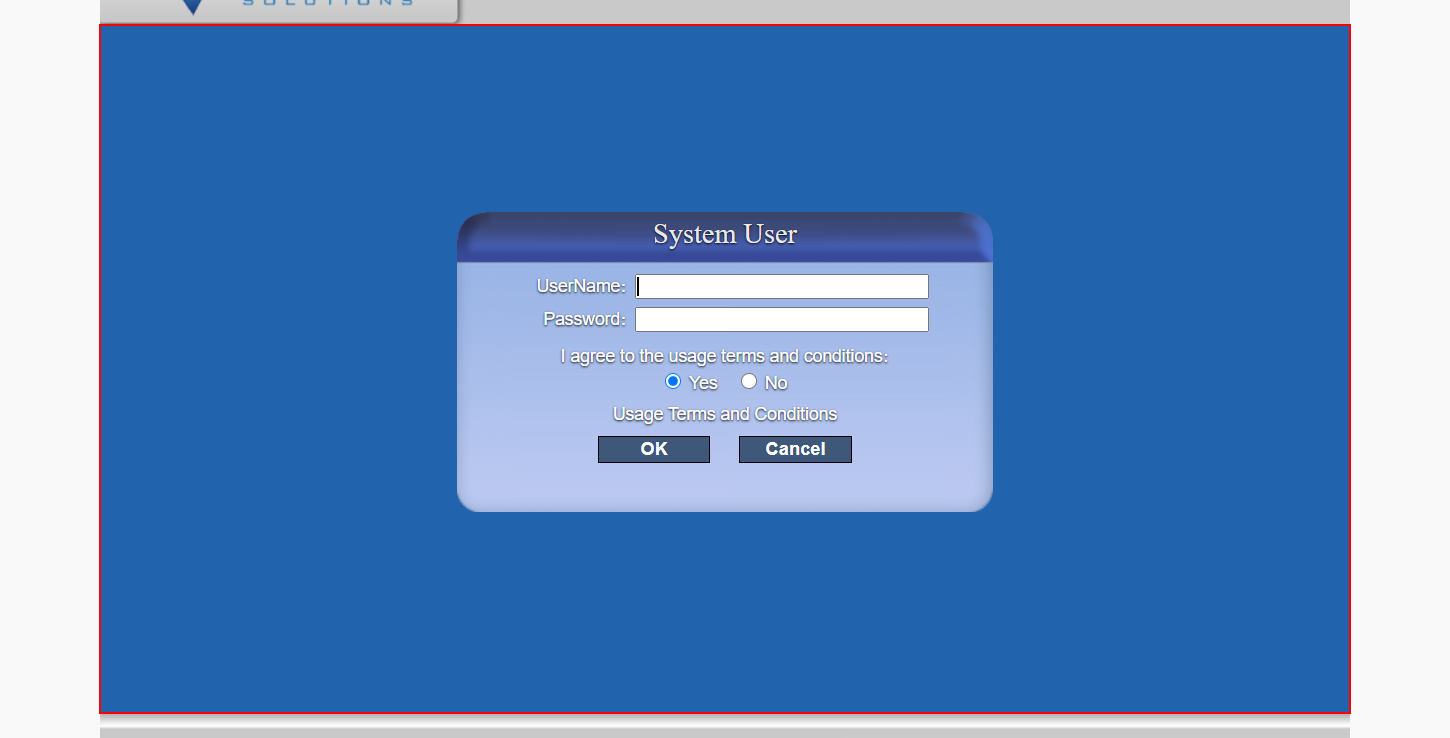 SOLUTIONS
System User
UserName:
Password:
I agree to the usage terms and conditions:
Yes No
Usage Terms and Conditions
OK Cancel